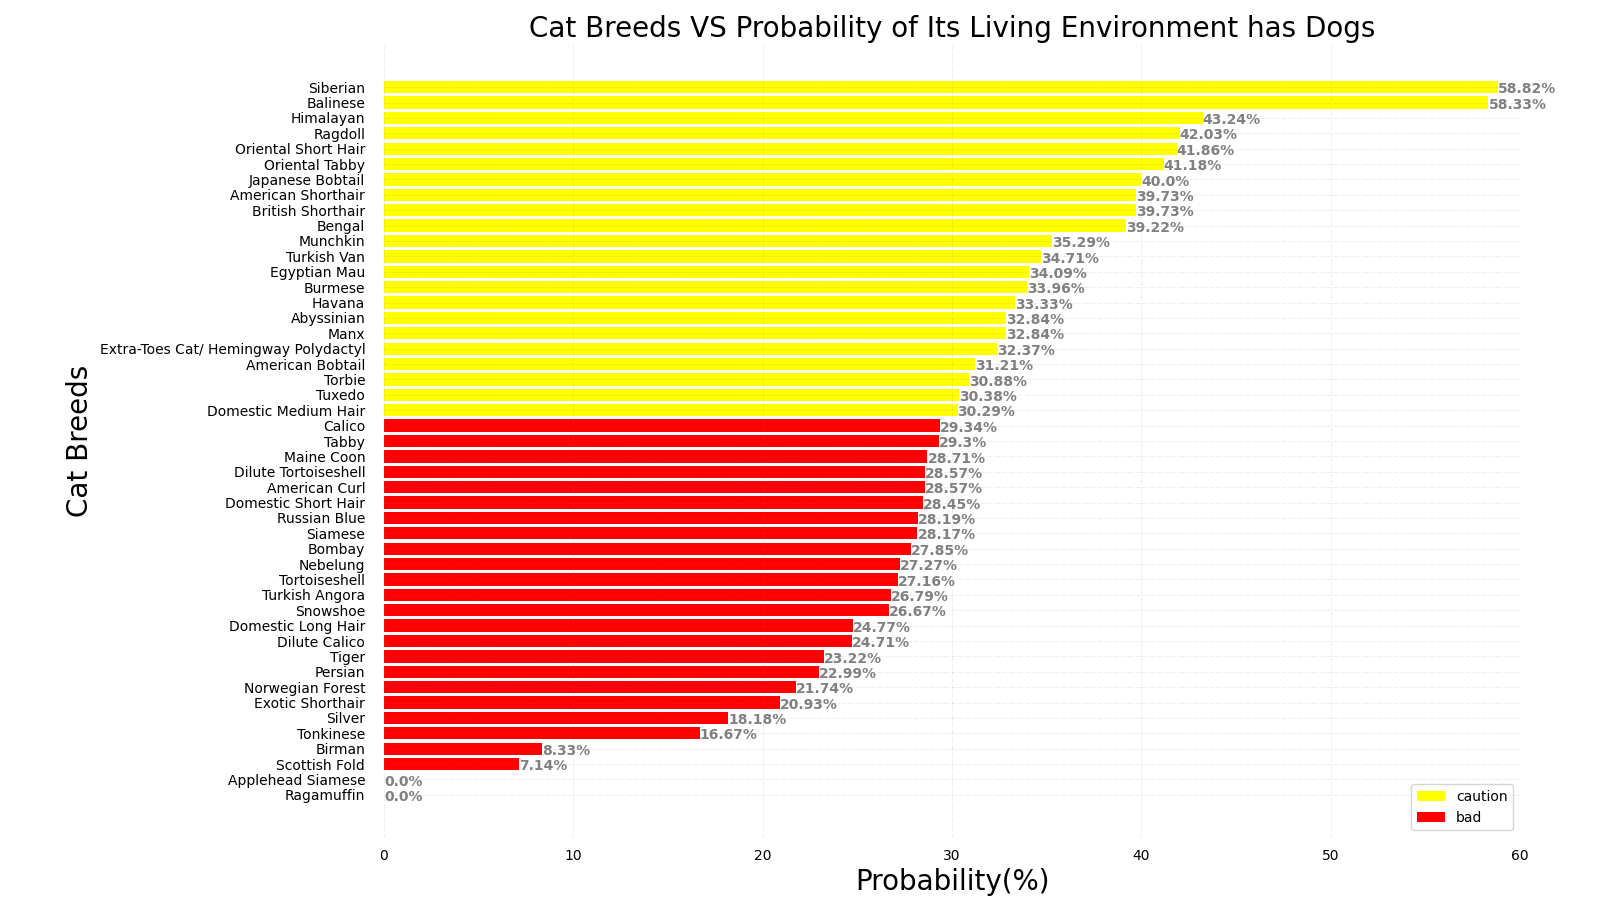 Cat Breeds VS Probability of Its Living Environment has Dogs
Siberian 58.82%
Balinese 58.33%
Himalayan 43.24%
Ragdoll 42.03%
Oriental Short Hair 41.86%
Oriental Tabby 41.18%
Japanese Bobtail 40.0%
American Shorthair 39.73%
British Shorthair 39.73%
Bengal 39.22%
Munchkin 35.29%
Turkish Van 34.71%
Egyptian Mau 34.09%
Burmese 33.96%
Havana 33.33%
Abyssinian 32.84%
Manx 32.84%
Extra-Toes Cat/ Hemingway Polydactyl 32.37%
American Bobtail 31.21%
Torbie 30.88%
Tuxedo 30.38%
Domestic Medium Hair 30.29%
Calico 29.34%
Tabby 29.3%
Maine Coon 28.71%
Dilute Tortoiseshell 28.57%
American Curl 28.57%
Domestic Short Hair 28.45%
Russian Blue 28.19%
Siamese 28.17%
Bombay 27.85%
Nebelung 27.27%
Tortoiseshell 27.16%
Turkish Angora 26.79%
Snowshoe 26.67%
Domestic Long Hair 24.77%
Dilute Calico 24.71%
Tiger 23.22%
Persian 22.99%
Norwegian Forest 21.74%
Exotic Shorthair 20.93%
Silver 18.18%
Tonkinese 16.67%
Birman 8.33%
Scottish Fold 7.14%
Applehead Siamese 0.0%
Ragamuffin 0.0%
Cat Breeds
caution
bad
0 10 20 30 40 50 60
Probability(%)